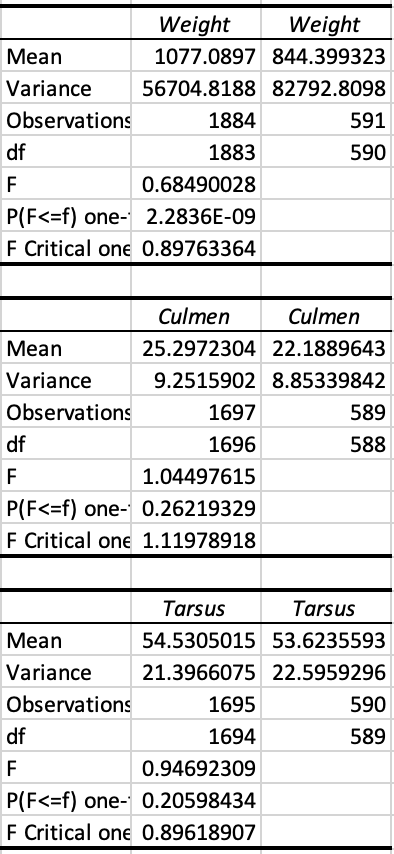 Weight Weight
Mean 1077.0897 844.399323
Variance 56704.8188 82792.8098
Observations 1884 591
df 1883 590
F 0.68490028
P(F<=f) one- 2.2836E-09
F Critical one 0.89763364
Culmen Culmen
Mean 25.2972304 22.1889643
Variance 9.2515902 8.85339842
Observations 1697 589
df 1696 588
F 1.04497615
P(F<=f) one- 0.26219329
F Critical one 1.11978918
Tarsus Tarsus
Mean 54.5305015 53.6235593
Variance 21.3966075 22.5959296
Observations 1695 590
df 1694 589
F 0.94692309
P(F<=f) one- 0.20598434
F Critical one 0.89618907